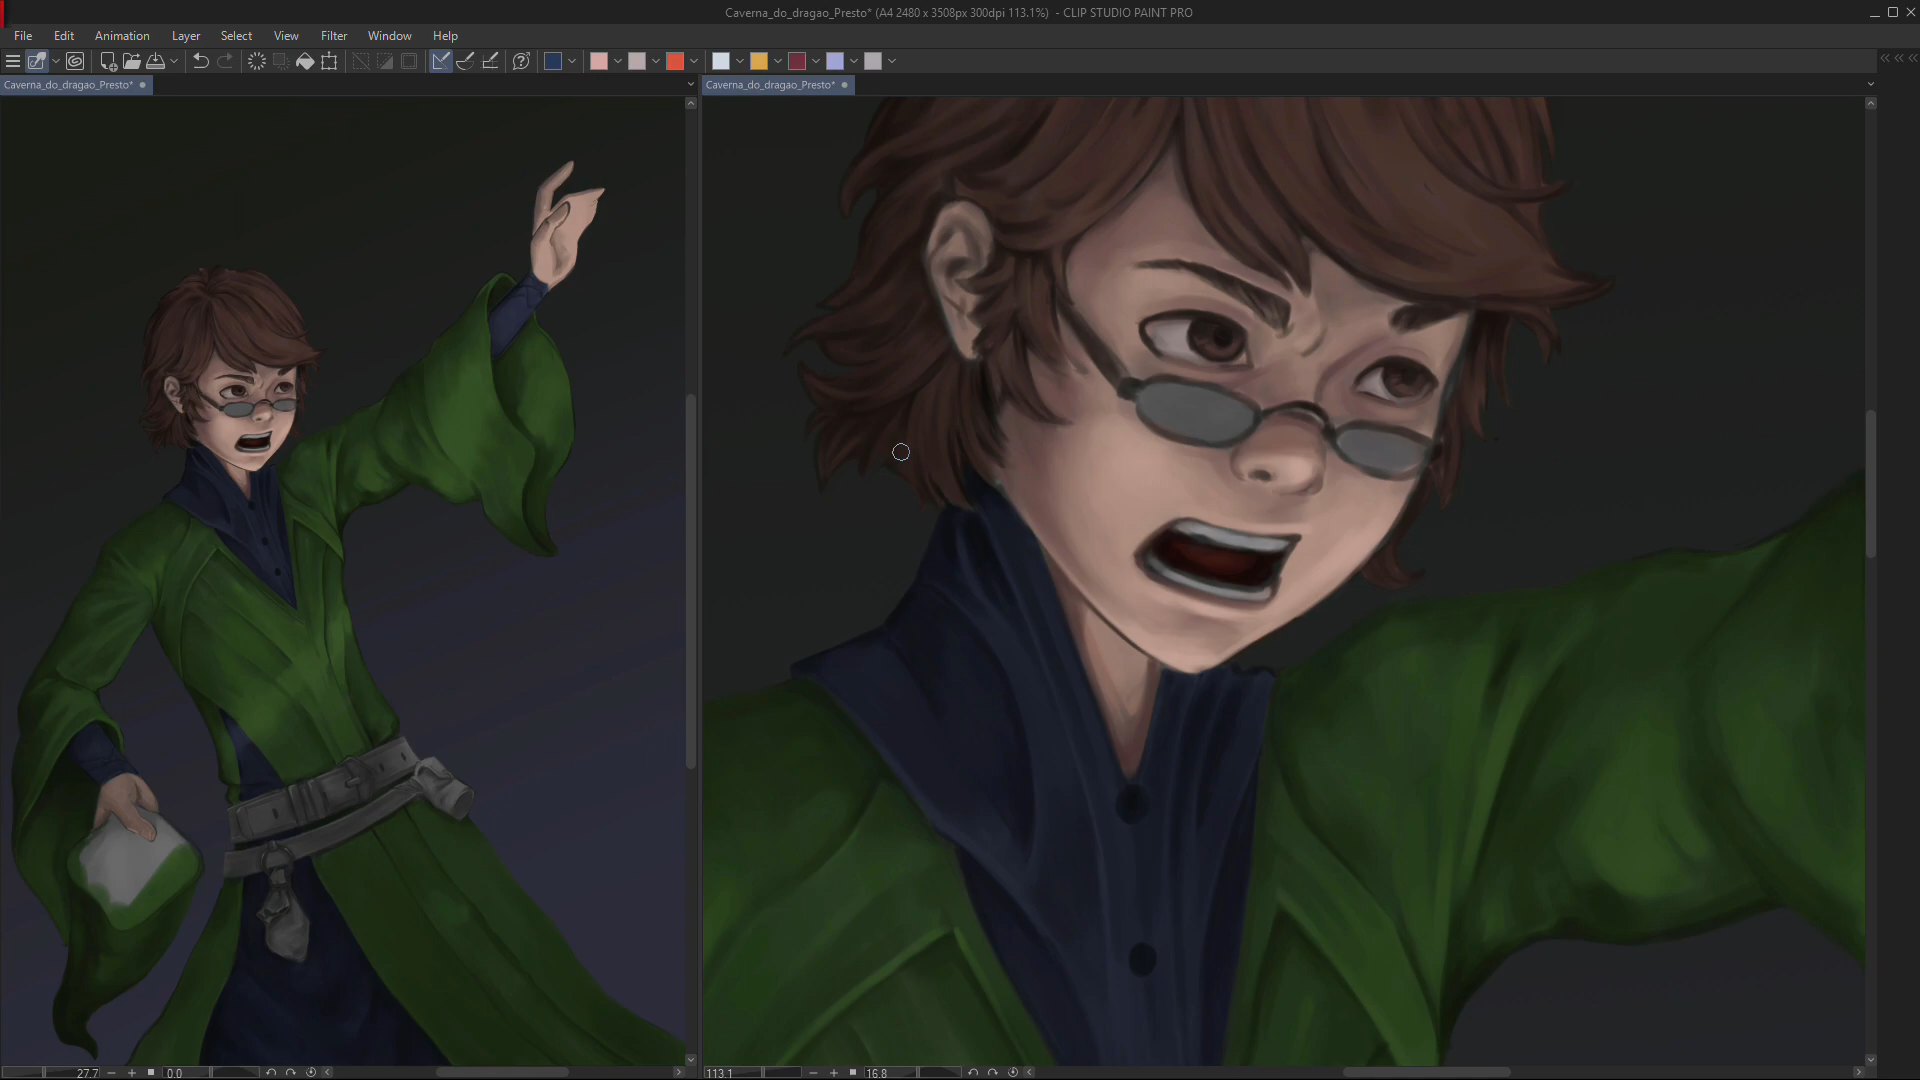 Caverna_do_dragao_Presto* (A4 2480 x 3508px 300dpi 113.1%) - CLIP STUDIO PAINT PRO
File Edit Animation Layer Select View Filter Window Help
Caverna_do_dragao_Presto* Caverna_do_dragao_Presto*
27.7 0.0 113.1 16.8